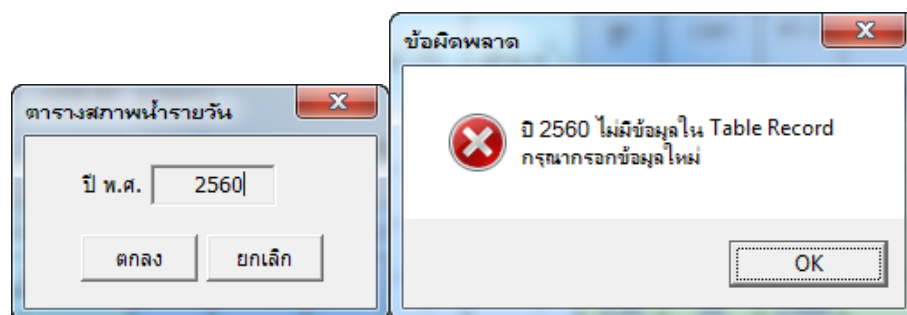 ตารางสภาพน้ำรายวัน
ปี พ.ศ. 2560
ตกลง ยกเลิก
ข้อผิดพลาด
ปี 2560 ไม่มีข้อมูลใน Table Record
กรุณากรอกข้อมูลใหม่
OK